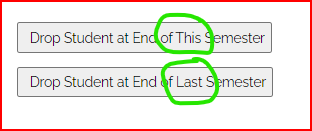 Drop Student at End of This Semester
Drop Student at End of Last Semester